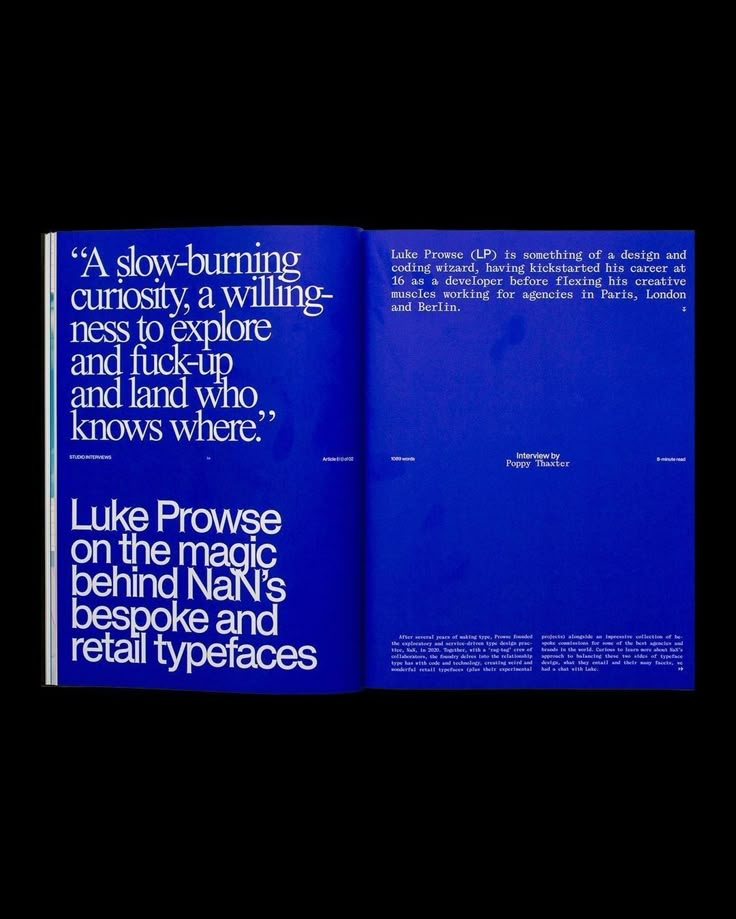 “A slow-burning
curiosity, a willing-
ness to explore
and fuck-up
and land who
knows where.”
STUDIO INTERVIEWS
Article
Luke Prowse
on the magic
behind NaN’s
bespoke and
retail typefaces
Luke Prowse (LP) is something of a design and
coding wizard, having kickstarted his career at
16 as a developer before flexing his creative
muscles working for agencies in Paris, London
and Berlin.
1089 words
Interview by
Poppy Thaxter
8-minute read
After several years of making type, Prowse founded
the exploratory and service-driven type design prac-
tice, NaN, in 2020. Together, with a ‘rag-tag’ crew of
collaborators, the foundry delves into the relationship
type has with code and technology, creating weird and
wonderful retail typefaces (plus their experimental
projects) alongside an impressive collection of be-
spoke commissions for some of the best agencies and
brands in the world. Curious to learn more about NaN’s
approach to balancing these two sides of typeface
design, what they entail and their many facets, we
had a chat with Luke.